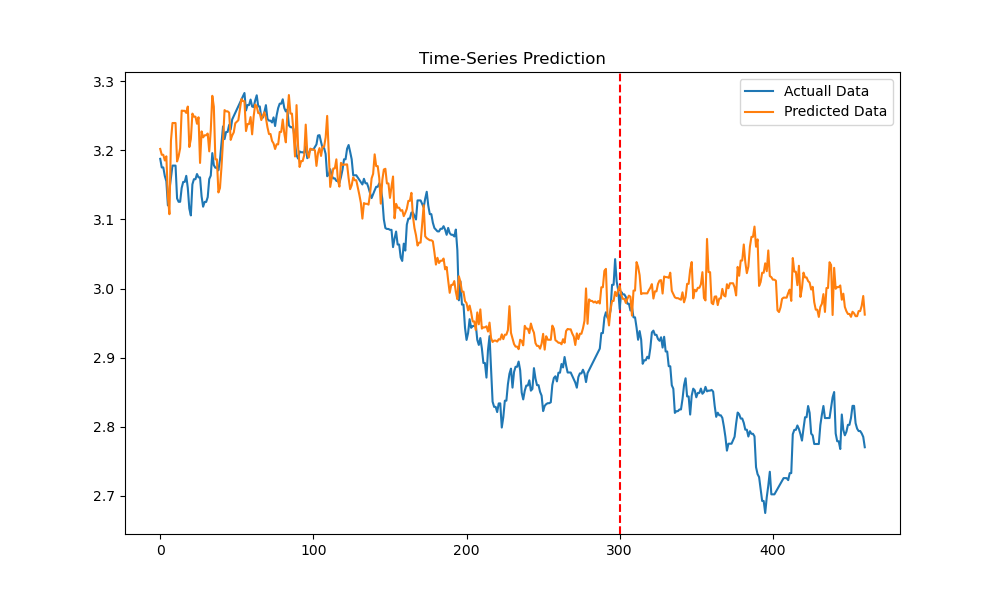 Time-Series Prediction
Actuall Data
Predicted Data
3.3
3.2
3.1
3.0
2.9
2.8
2.7
0 100 200 300 400